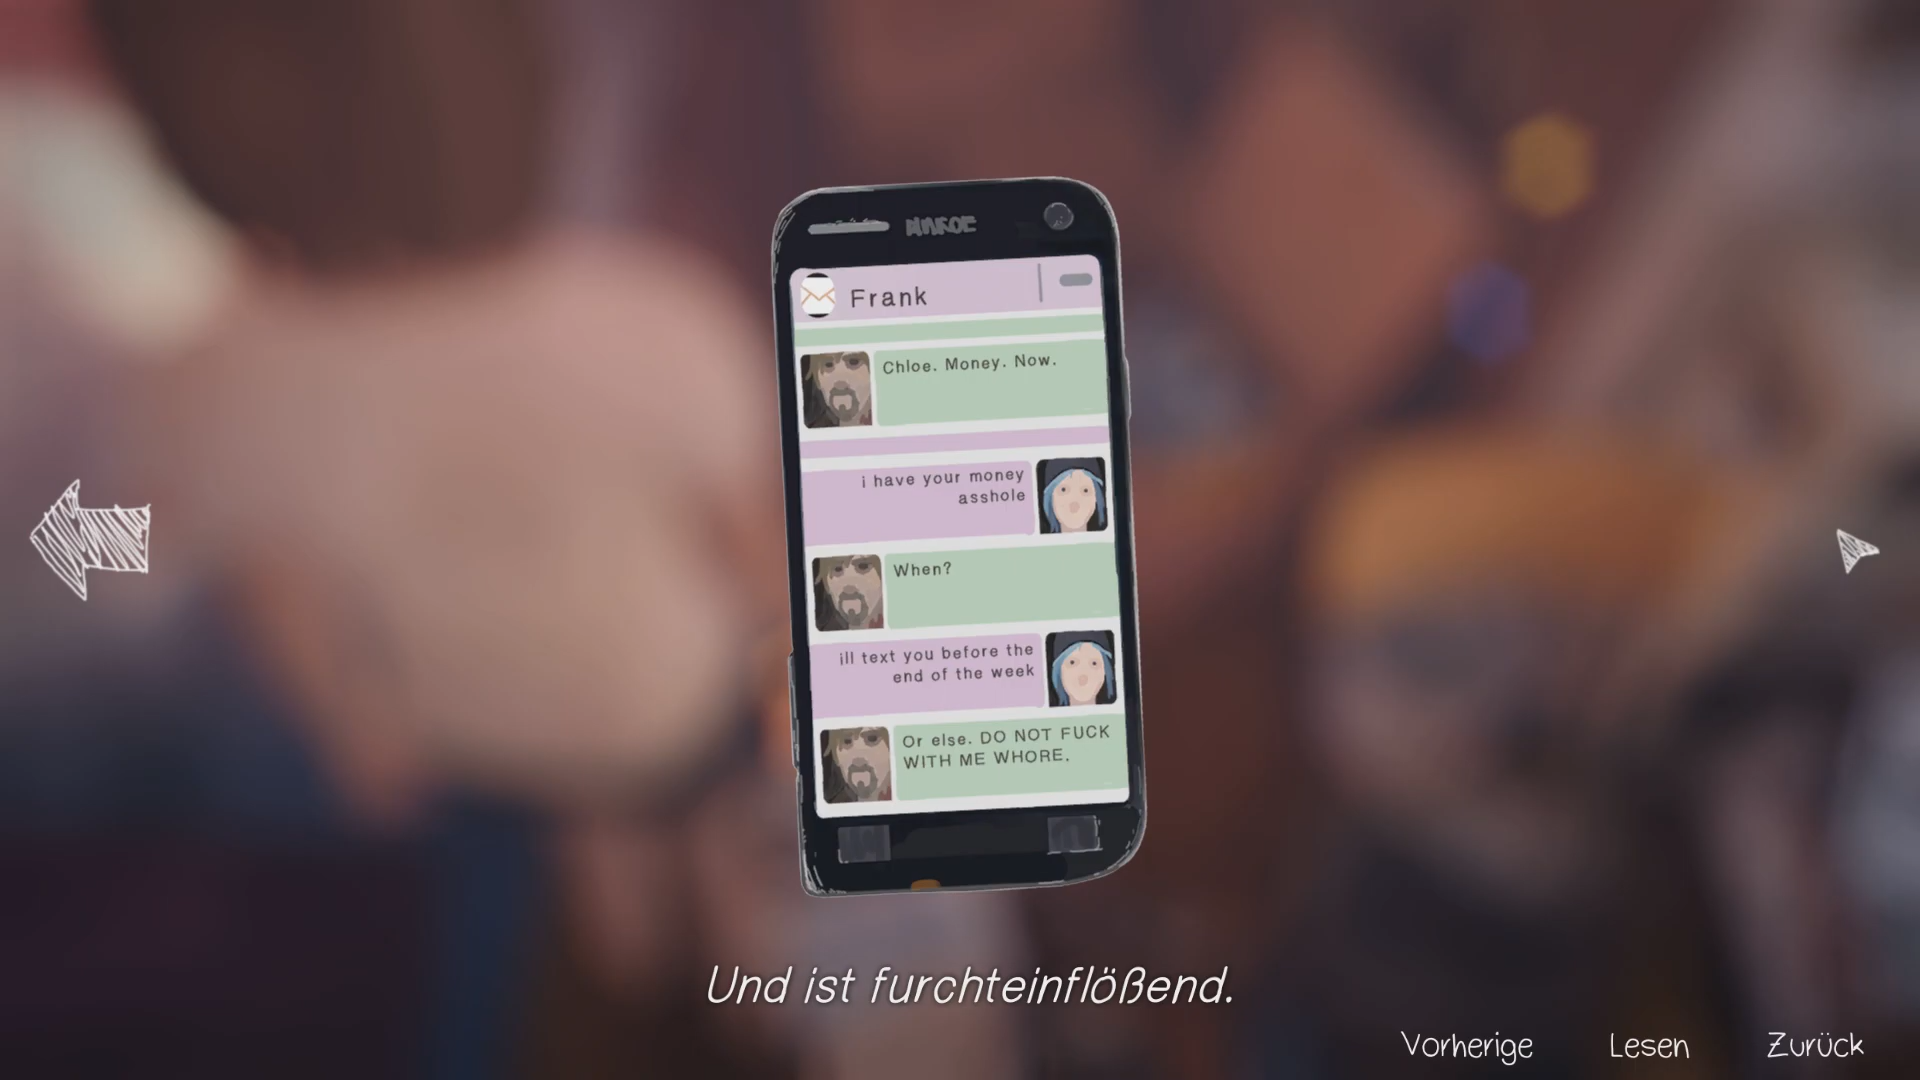 Frank
Chloe. Money. Now.
i have your money
asshole
When?
ill text you before the
end of the week
Or else. DO NOT FUCK
WITH ME WHORE.
Und ist furchteinflößend.
Vorherige
Lesen
Zurück